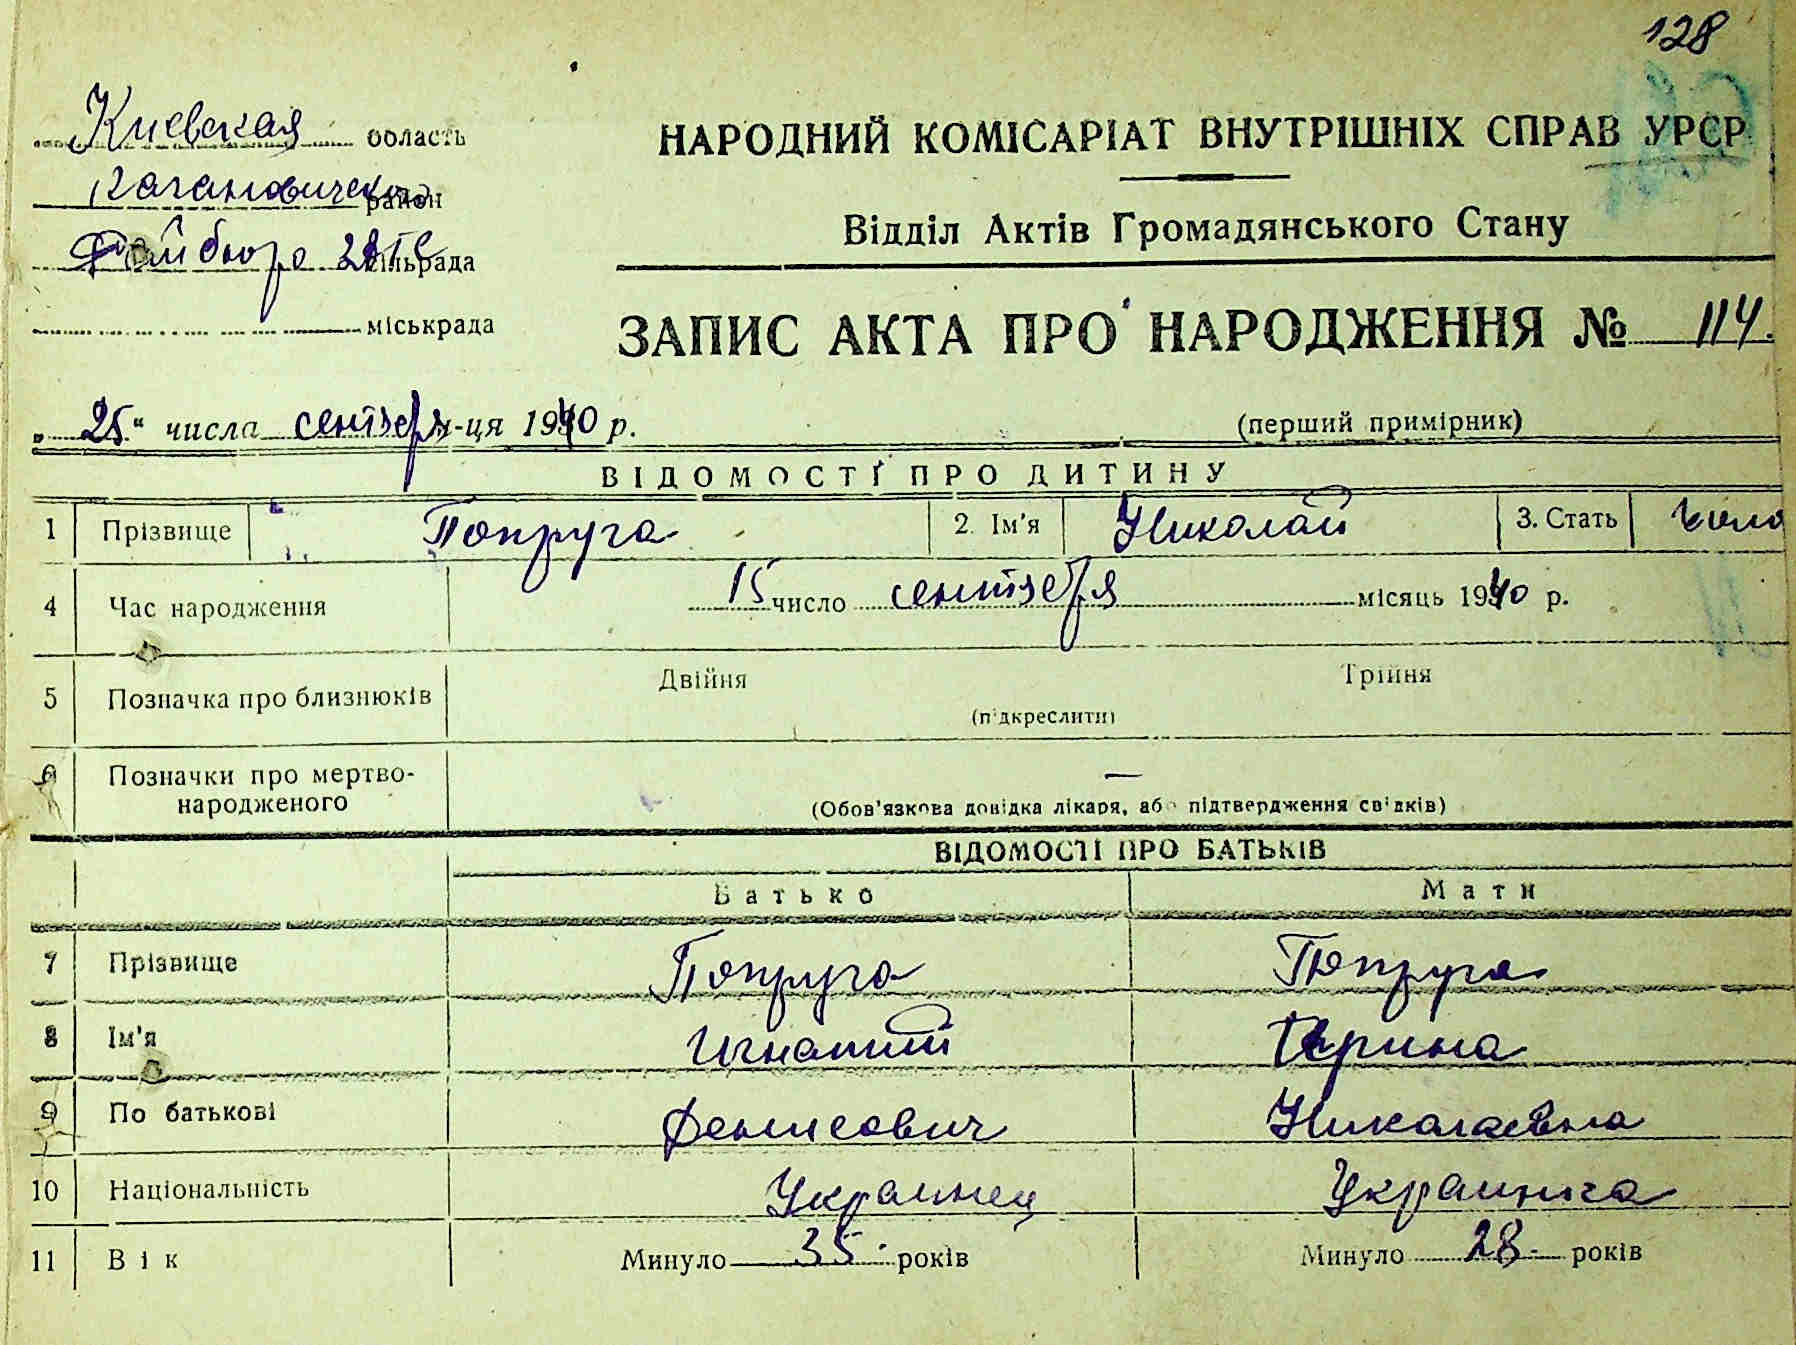 128
Киевская область
Кагановическ район
Райбюро ЗАГС сільрада
міськрада
НАРОДНИЙ КОМІСАРІАТ ВНУТРІШНІХ СПРАВ УРСР
Відділ Актів Громадянського Стану
ЗАПИС АКТА ПРО НАРОДЖЕННЯ № 114.
„25“ числа сентября м-ця 1940 р.
(перший примірник)
ВІДОМОСТІ ПРО ДИТИНУ
1 Прізвище Попруга 2. Ім'я Николай 3. Стать
4 Час народження 15 число сентября місяць 1940 р.
5 Позначка про близнюків Двійня Трійня
(підкреслити)
6 Позначки про мертво-
народженого —
(Обов'язкова довідка лікаря, або підтвердження свідків)
ВІДОМОСТІ ПРО БАТЬКІВ
Батько Мати
7 Прізвище Попруга Попруга
8 Ім'я Игнатий
9 По батькові Денисович Николаевна
10 Національність Украинец Украинка
11 Вік Минуло 35 років Минуло 28 років